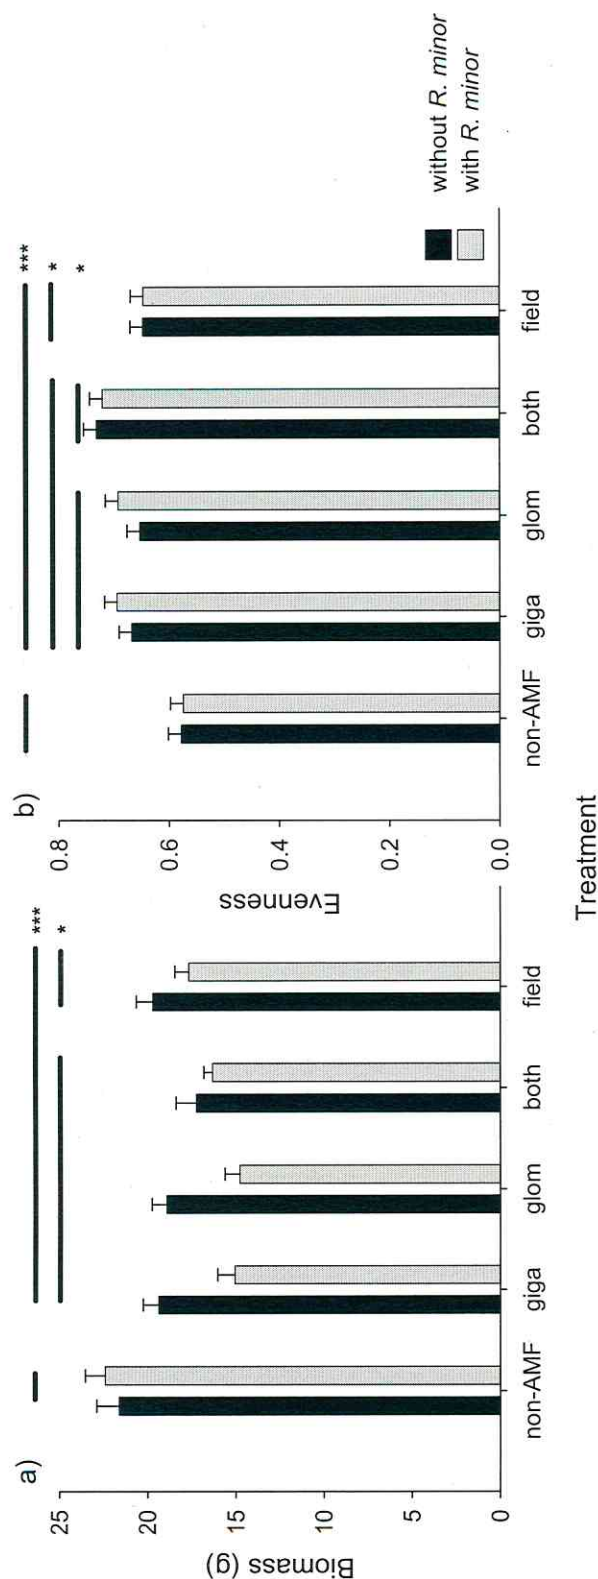 a)
***
*
Biomass (g)
25
20
15
10
5
0
non-AMF giga glom both field
b)
***
*
*
Evenness
0.8
0.6
0.4
0.2
0.0
non-AMF giga glom both field
Treatment
without R. minor
with R. minor